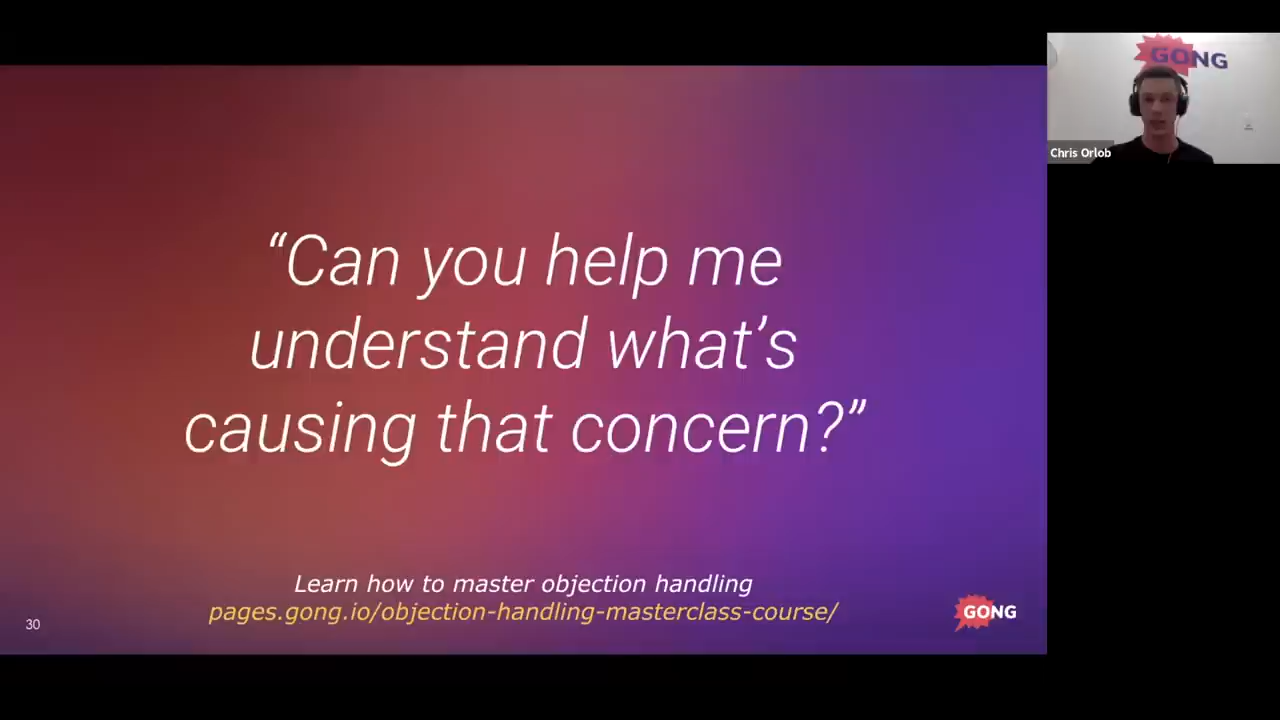 GONG
Chris Orlob
“Can you help me
understand what’s
causing that concern?”
Learn how to master objection handling
pages.gong.io/objection-handling-masterclass-course/
30
GONG